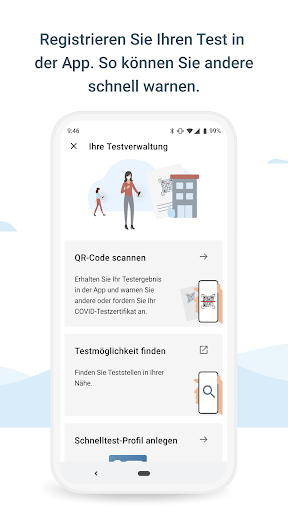 Registrieren Sie Ihren Test in
der App. So können Sie andere
schnell warnen.
9:46
99%
Ihre Testverwaltung
QR-Code scannen
Erhalten Sie Ihr Testergebnis
in der App und warnen Sie
andere oder fordern Sie Ihr
COVID-Testzertifikat an.
Testmöglichkeit finden
Finden Sie Teststellen in Ihrer
Nähe.
Schnelltest-Profil anlegen